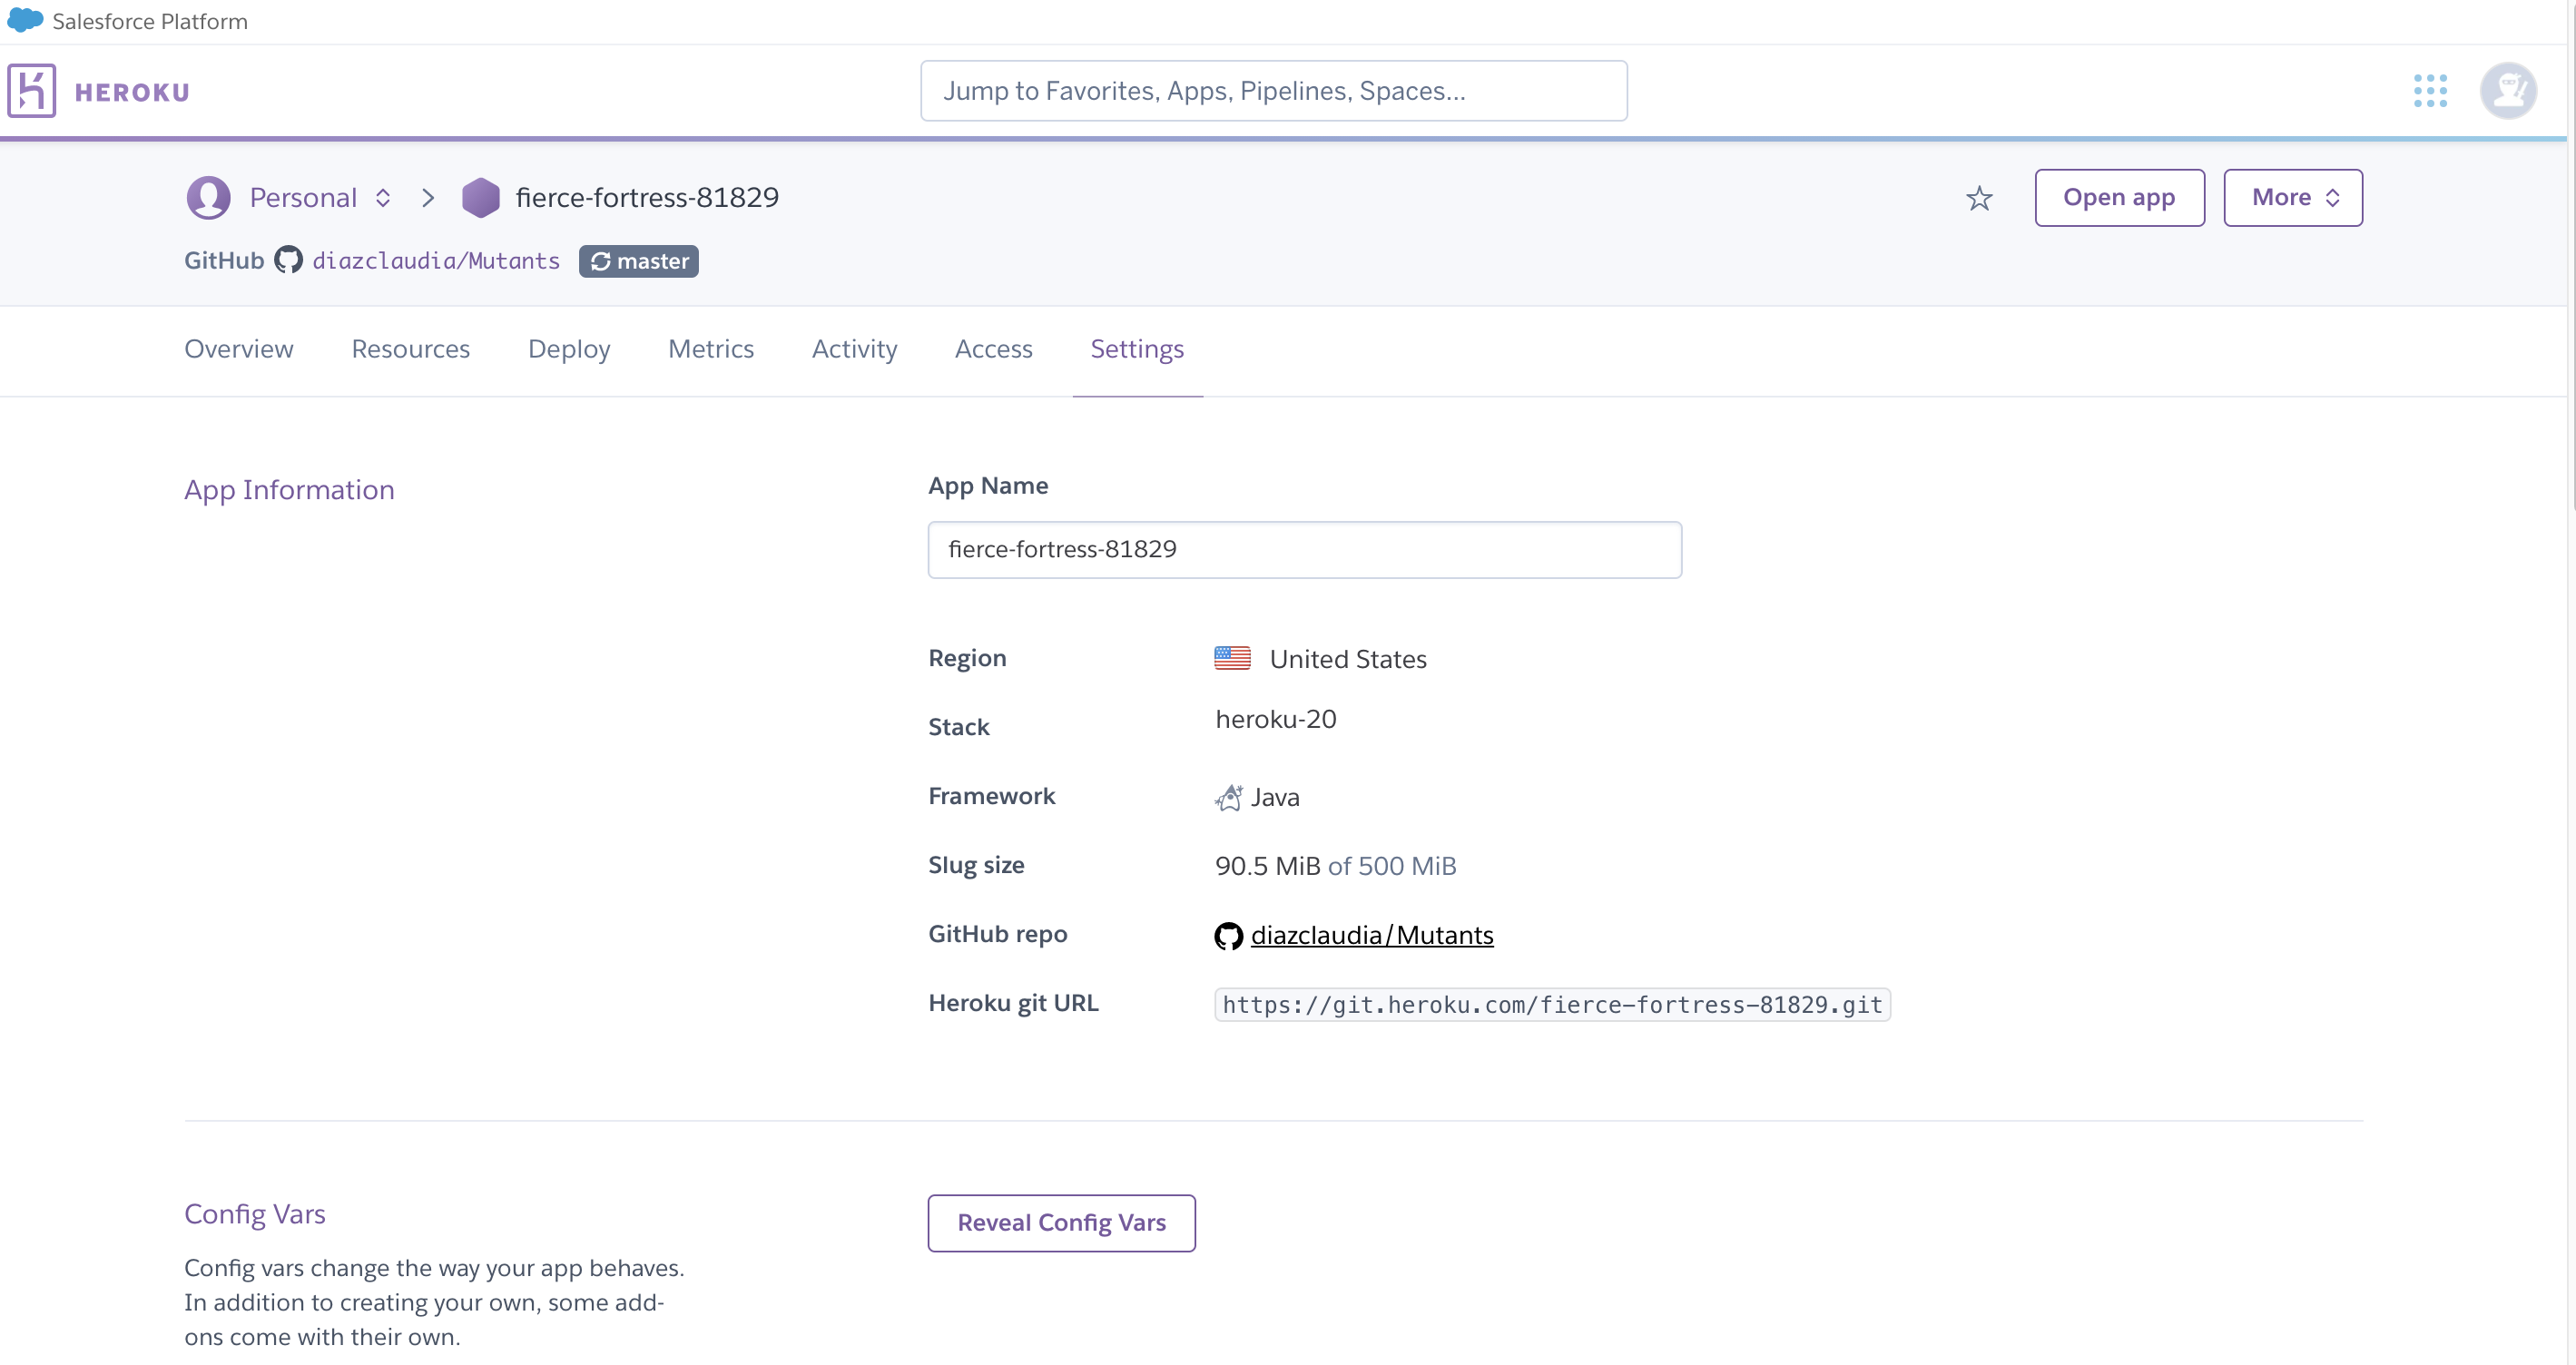 Salesforce Platform
HEROKU
Jump to Favorites, Apps, Pipelines, Spaces...
Personal
fierce-fortress-81829
Open app
More
GitHub diazclaudia/Mutants master
Overview Resources Deploy Metrics Activity Access Settings
App Information
App Name
fierce-fortress-81829
Region United States
Stack heroku-20
Framework Java
Slug size 90.5 MiB of 500 MiB
GitHub repo diazclaudia/Mutants
Heroku git URL https://git.heroku.com/fierce-fortress-81829.git
Config Vars
Config vars change the way your app behaves.
In addition to creating your own, some add-
ons come with their own.
Reveal Config Vars